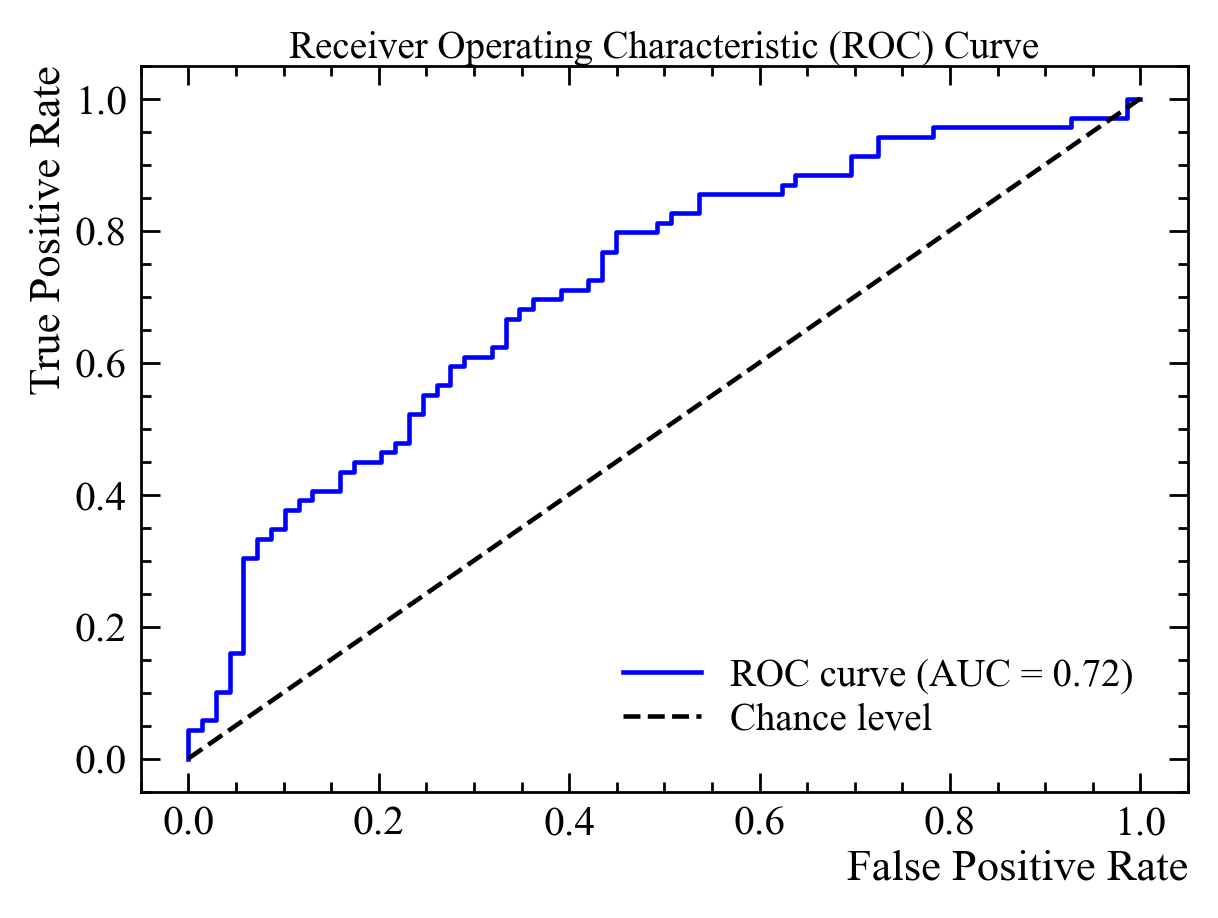 Receiver Operating Characteristic (ROC) Curve
True Positive Rate
1.0
0.8
0.6
0.4
0.2
0.0
ROC curve (AUC = 0.72)
Chance level
0.0 0.2 0.4 0.6 0.8 1.0
False Positive Rate